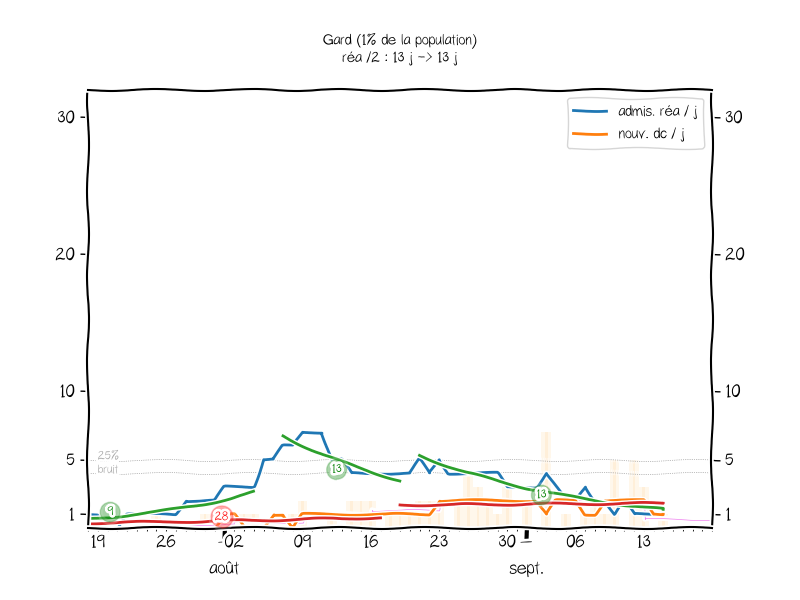 Gard (1% de la population)
réa /2 : 13 j -> 13 j
admis. réa / j
nouv. dc / j
30
30
20
20
10
10
25%
5
5
bruit
13
13
9
28
1
1
19 26 02 09 16 23 30 06 13
août sept.